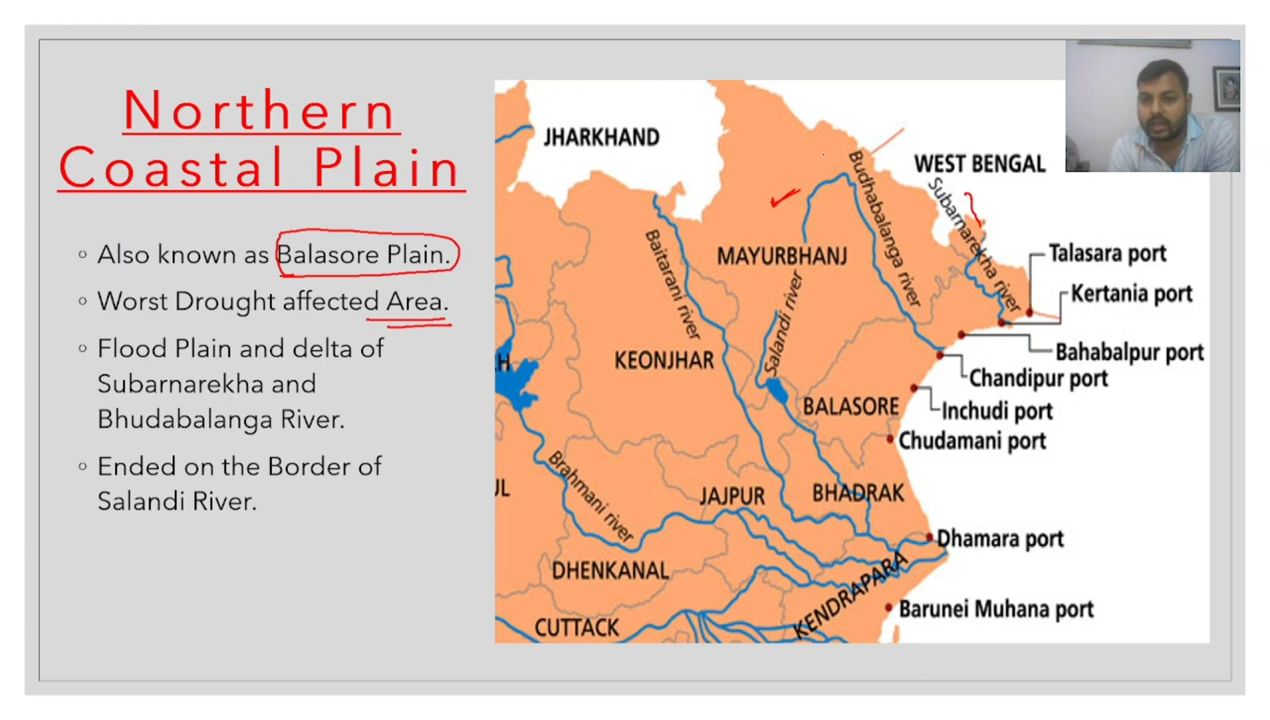 Northern
Coastal Plain
Also known as Balasore Plain.
Worst Drought affected Area.
Flood Plain and delta of
Subarnarekha and
Bhudabalanga River.
Ended on the Border of
Salandi River.
JHARKHAND
WEST BENGAL
Budhabalanga river
Subarnarekha river
Baitarani river
MAYURBHANJ
Salandi river
Talasara port
Kertania port
Bahabalpur port
KEONJHAR
Chandipur port
H
BALASORE
Inchudi port
Chudamani port
UL
Brahmani river
JAJPUR
BHADRAK
Dhamara port
DHENKANAL
KENDRAPARA
Barunei Muhana port
CUTTACK